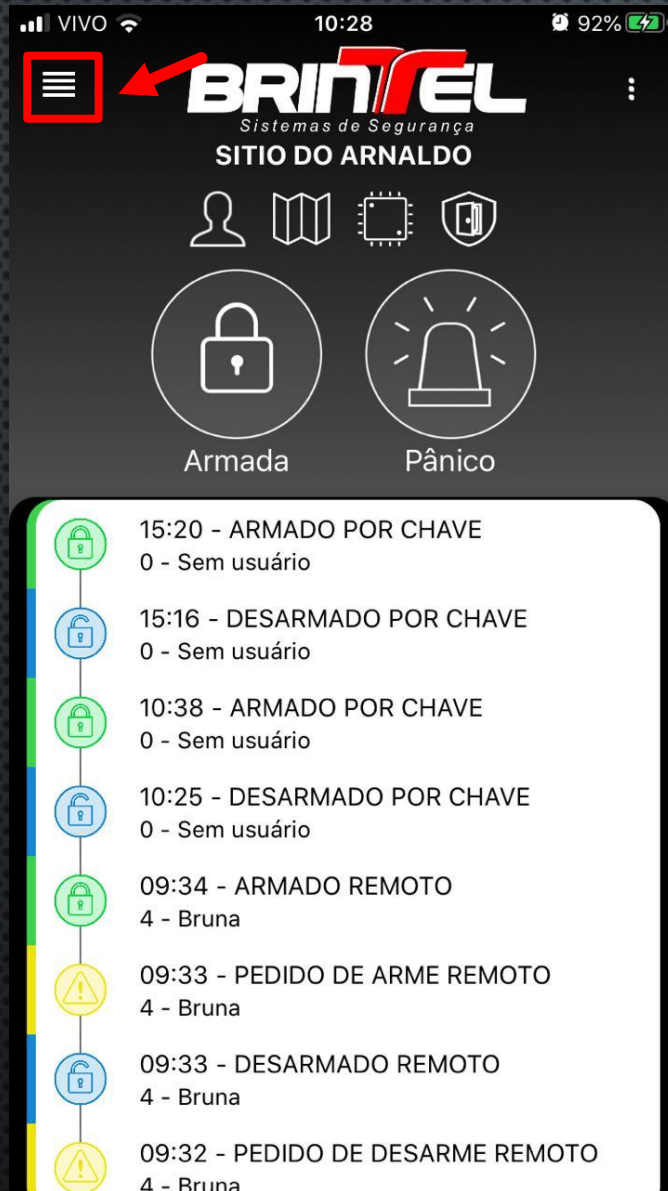 VIVO 10:28 92%
BRINTEL
Sistemas de Segurança
SITIO DO ARNALDO
Armada Pânico
15:20 - ARMADO POR CHAVE
0 - Sem usuário
15:16 - DESARMADO POR CHAVE
0 - Sem usuário
10:38 - ARMADO POR CHAVE
0 - Sem usuário
10:25 - DESARMADO POR CHAVE
0 - Sem usuário
09:34 - ARMADO REMOTO
4 - Bruna
09:33 - PEDIDO DE ARME REMOTO
4 - Bruna
09:33 - DESARMADO REMOTO
4 - Bruna
09:32 - PEDIDO DE DESARME REMOTO
4 - Bruna